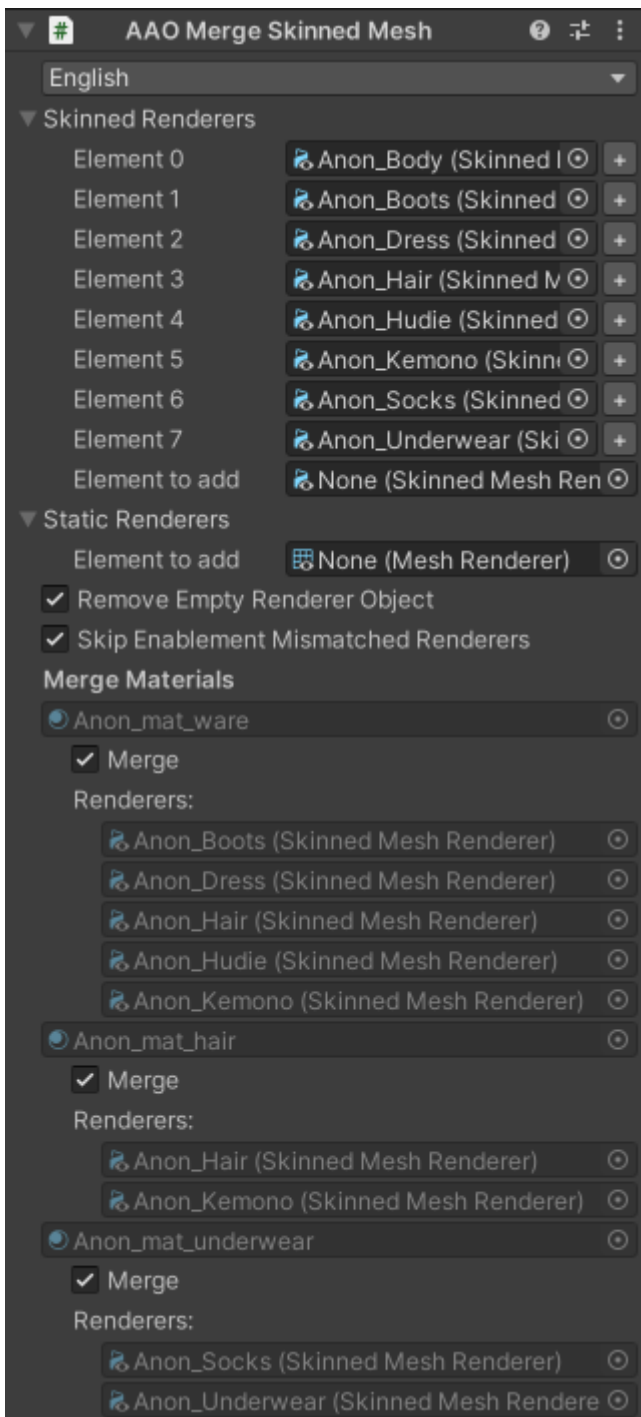 # AAO Merge Skinned Mesh
English
Skinned Renderers
Element 0 Anon_Body (Skinned
Element 1 Anon_Boots (Skinned
Element 2 Anon_Dress (Skinned
Element 3 Anon_Hair (Skinned M
Element 4 Anon_Hudie (Skinned
Element 5 Anon_Kemono (Skinn
Element 6 Anon_Socks (Skinned
Element 7 Anon_Underwear (Ski
Element to add None (Skinned Mesh Ren
Static Renderers
Element to add None (Mesh Renderer)
Remove Empty Renderer Object
Skip Enablement Mismatched Renderers
Merge Materials
Anon_mat_ware
Merge
Renderers:
Anon_Boots (Skinned Mesh Renderer)
Anon_Dress (Skinned Mesh Renderer)
Anon_Hair (Skinned Mesh Renderer)
Anon_Hudie (Skinned Mesh Renderer)
Anon_Kemono (Skinned Mesh Renderer)
Anon_mat_hair
Merge
Renderers:
Anon_Hair (Skinned Mesh Renderer)
Anon_Kemono (Skinned Mesh Renderer)
Anon_mat_underwear
Merge
Renderers:
Anon_Socks (Skinned Mesh Renderer)
Anon_Underwear (Skinned Mesh Rendere